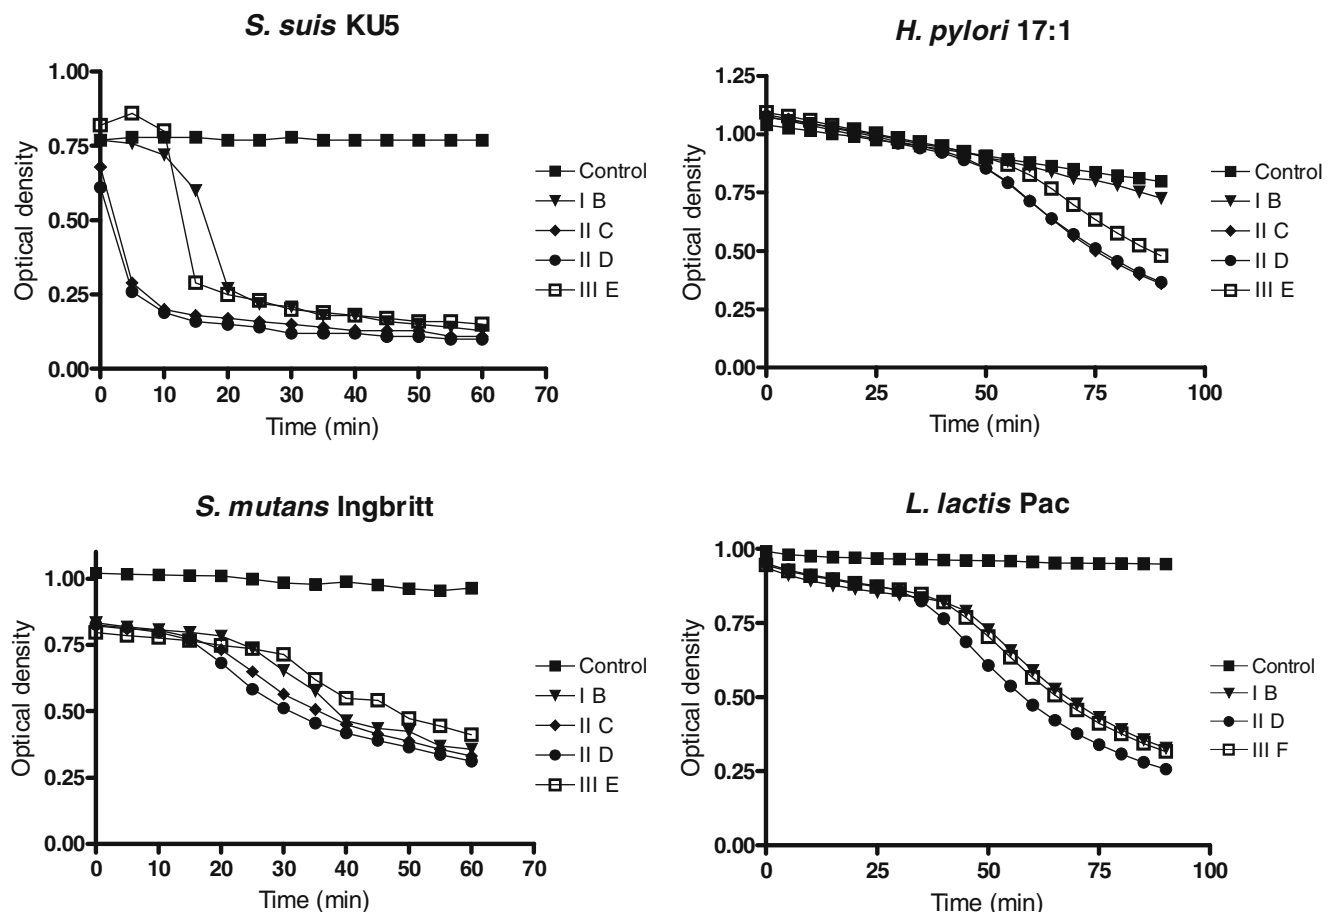 S. suis KU5
1.00
0.75
0.50
0.25
0.00
Optical density
0 10 20 30 40 50 60 70
Time (min)
Control
I B
II C
II D
III E
H. pylori 17:1
1.25
1.00
0.75
0.50
0.25
0.00
Optical density
0 25 50 75 100
Time (min)
Control
I B
II C
II D
III E
S. mutans Ingbritt
1.00
0.75
0.50
0.25
0.00
Optical density
0 10 20 30 40 50 60 70
Time (min)
Control
I B
II C
II D
III E
L. lactis Pac
1.00
0.75
0.50
0.25
0.00
Optical density
0 25 50 75 100
Time (min)
Control
I B
II D
III F